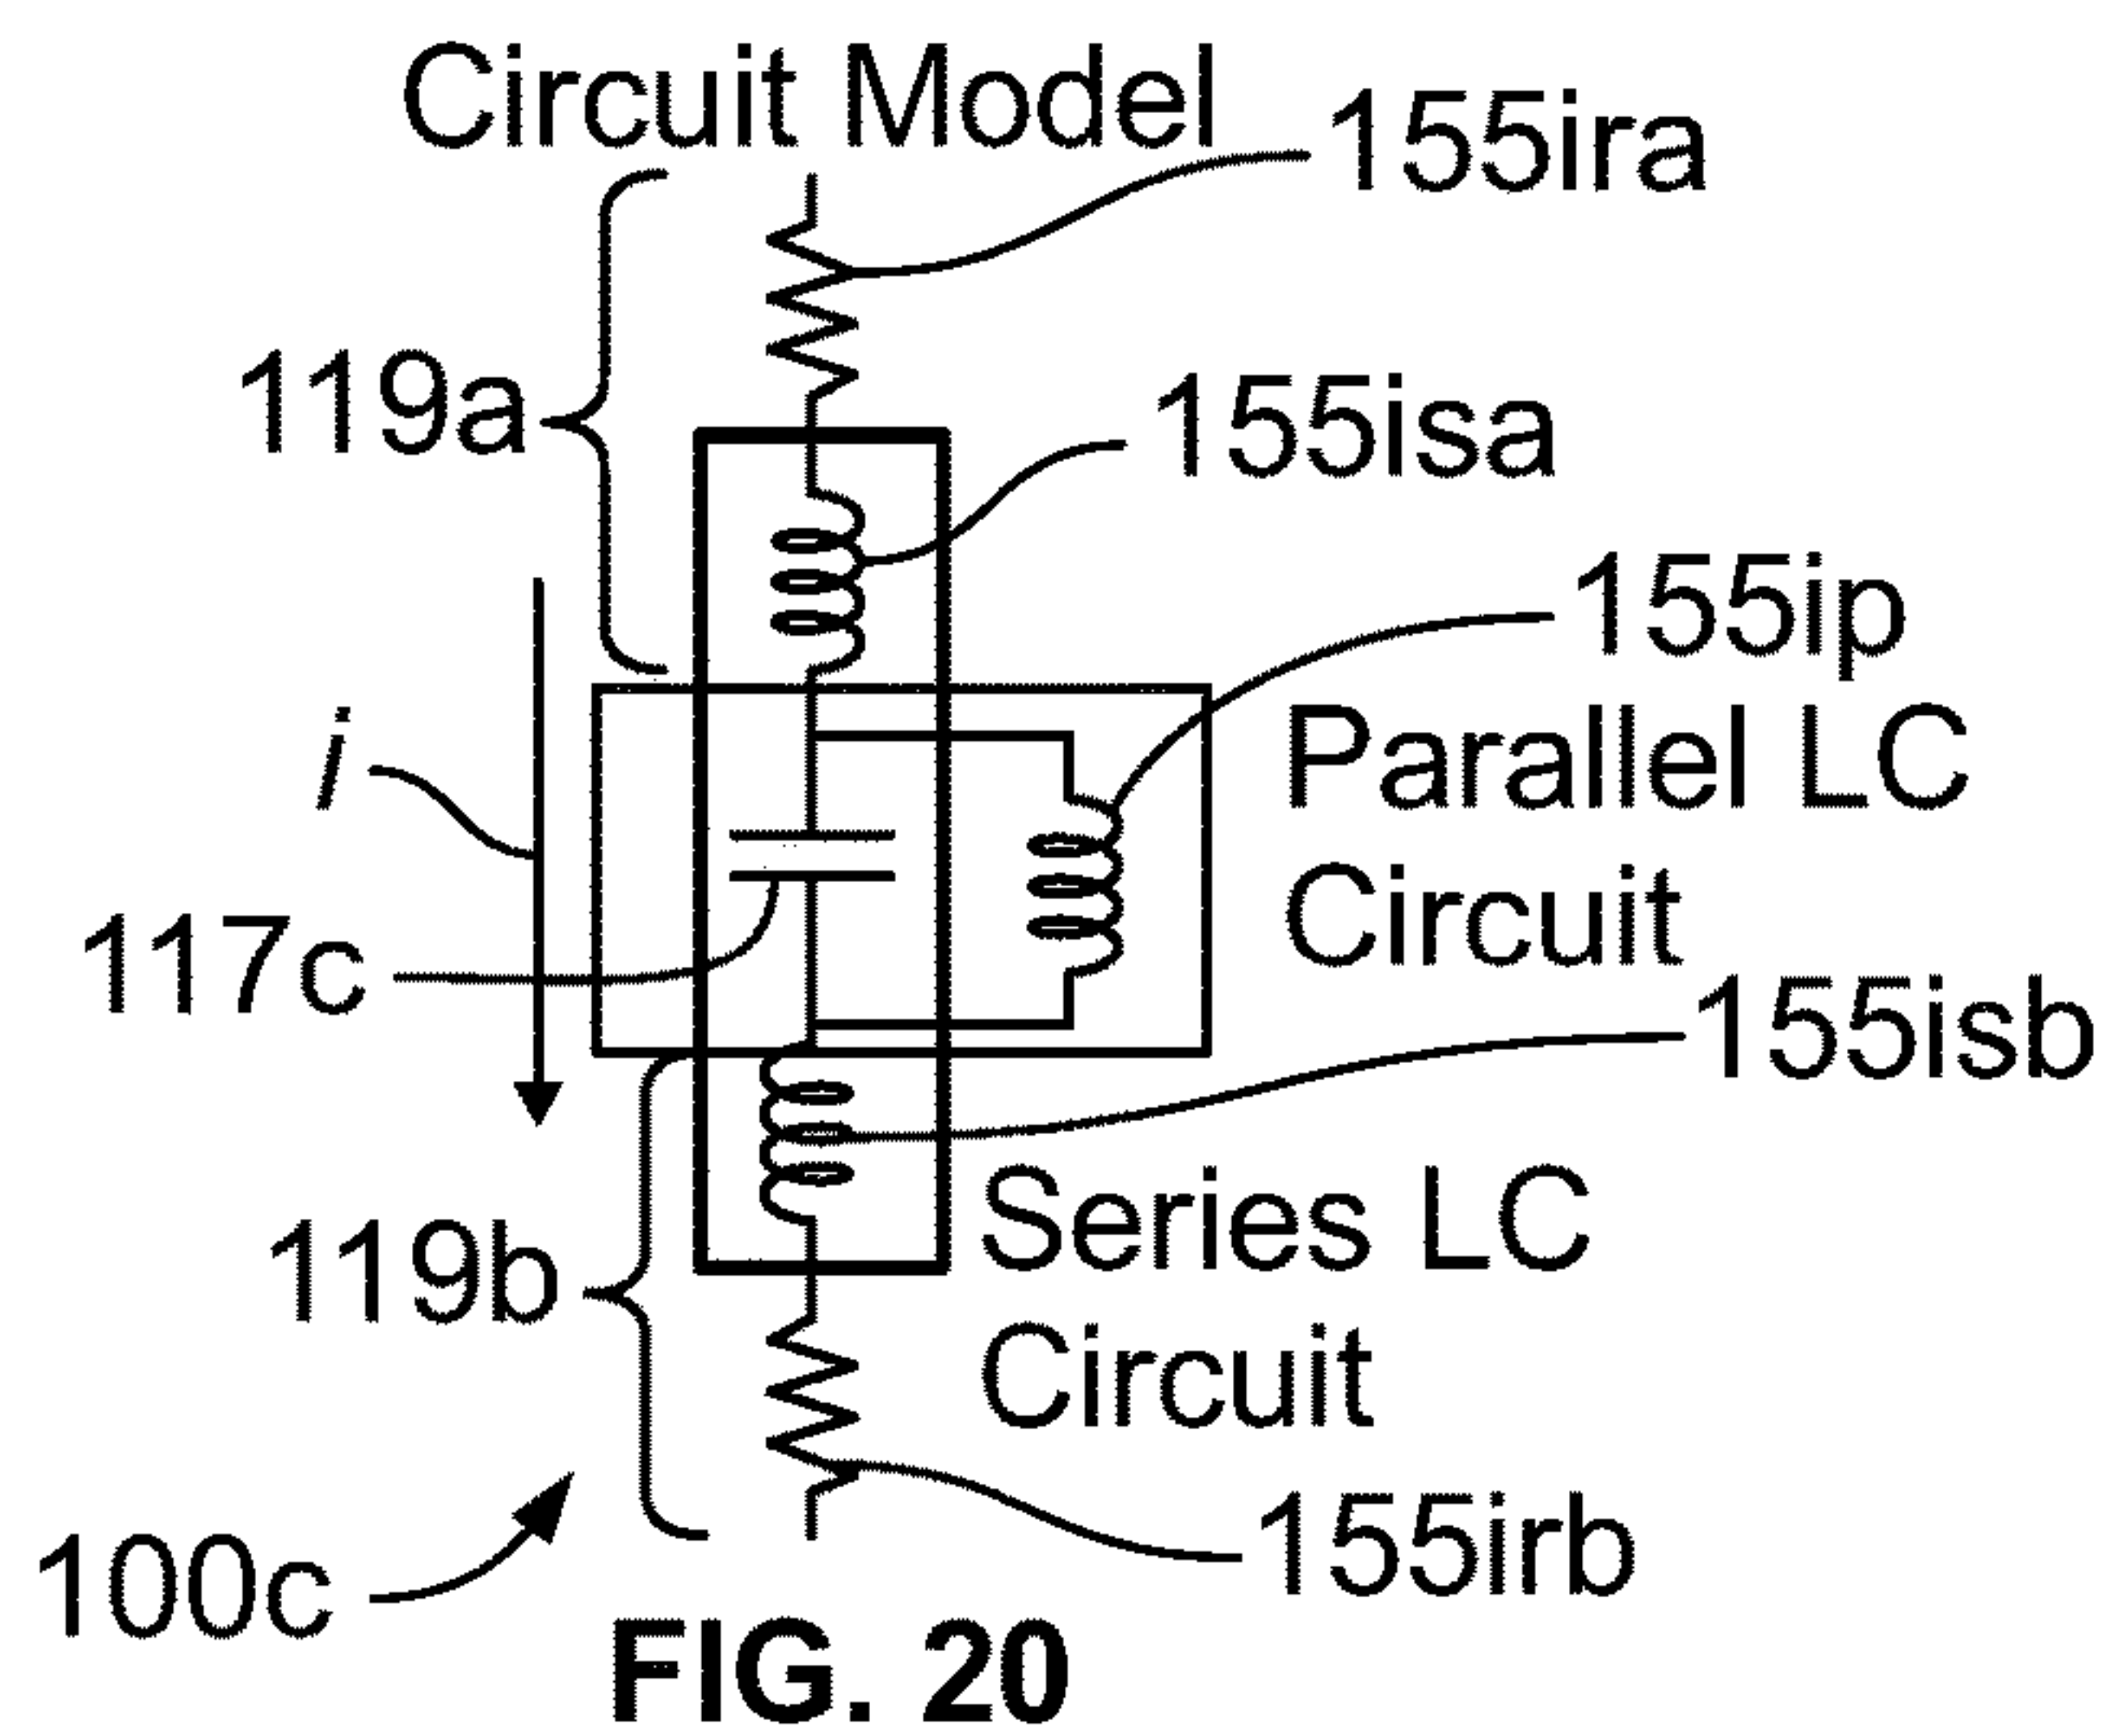 Circuit Model
155ira
119a
155isa
155ip
i
Parallel LC
Circuit
117c
155isb
Series LC
119b
Circuit
100c
155irb
FIG. 20